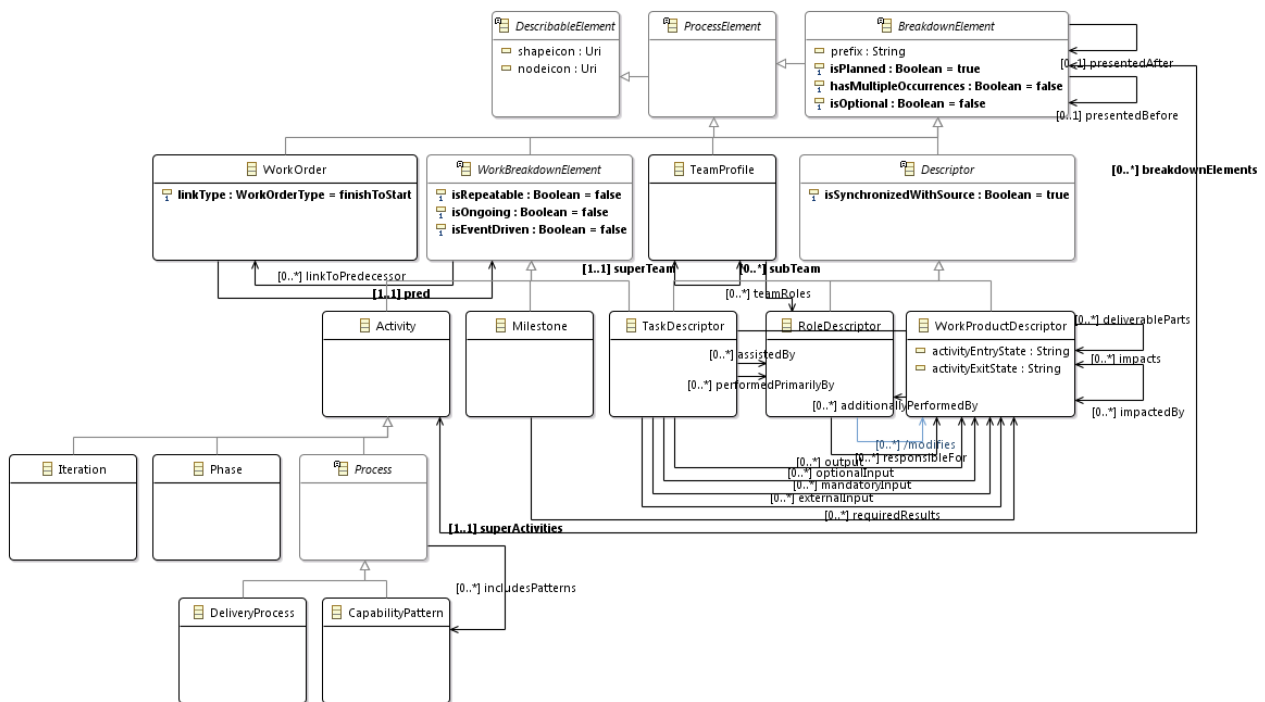 DescribableElement
shapeicon : Uri
nodeicon : Uri
ProcessElement
BreakdownElement
prefix : String
isPlanned : Boolean = true
hasMultipleOccurrences : Boolean = false
isOptional : Boolean = false
[0..1] presentedAfter
[0..1] presentedBefore
WorkOrder
linkType : WorkOrderType = finishToStart
WorkBreakdownElement
isRepeatable : Boolean = false
isOngoing : Boolean = false
isEventDriven : Boolean = false
TeamProfile
Descriptor
isSynchronizedWithSource : Boolean = true
[0..*] breakdownElements
[0..*] linkToPredecessor
[1..1] pred
[1..1] superTeam
[0..*] subTeam
[0..*] teamRoles
Activity
Milestone
TaskDescriptor
RoleDescriptor
WorkProductDescriptor
activityEntryState : String
activityExitState : String
[0..*] deliverableParts
[0..*] impacts
[0..*] impactedBy
[0..*] assistedBy
[0..*] performedPrimarilyBy
[0..*] additionallyPerformedBy
[0..*] /modifies
[0..*] responsibleFor
[0..*] output
[0..*] optionalInput
[0..*] mandatoryInput
[0..*] externalInput
[0..*] requiredResults
[1..1] superActivities
Iteration
Phase
Process
[0..*] includesPatterns
DeliveryProcess
CapabilityPattern